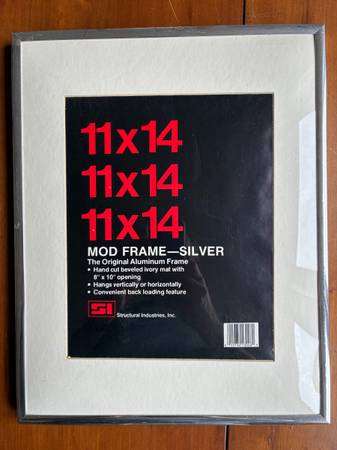 11x14
11x14
11x14
MOD FRAME—SILVER
The Original Aluminum Frame
• Hand cut beveled ivory mat with
8" x 10" opening
• Hangs vertically or horizontally
• Convenient back loading feature
SI Structural Industries, Inc.